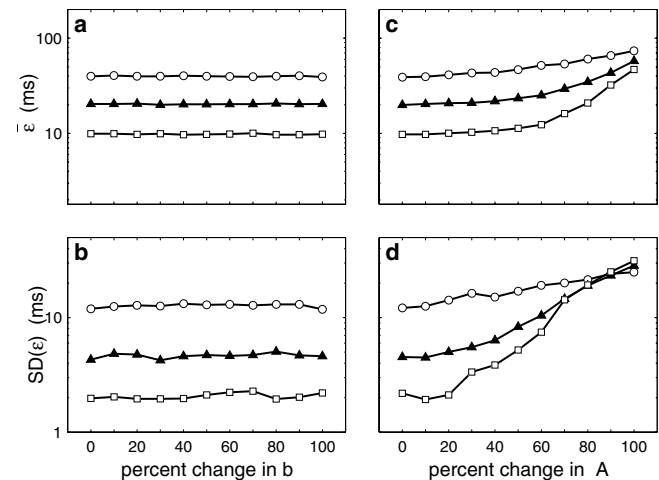 a
c
100
10
ε̄ (ms)
b
d
10
1
SD(ε) (ms)
0 20 40 60 80 100
0 20 40 60 80 100
percent change in b
percent change in A